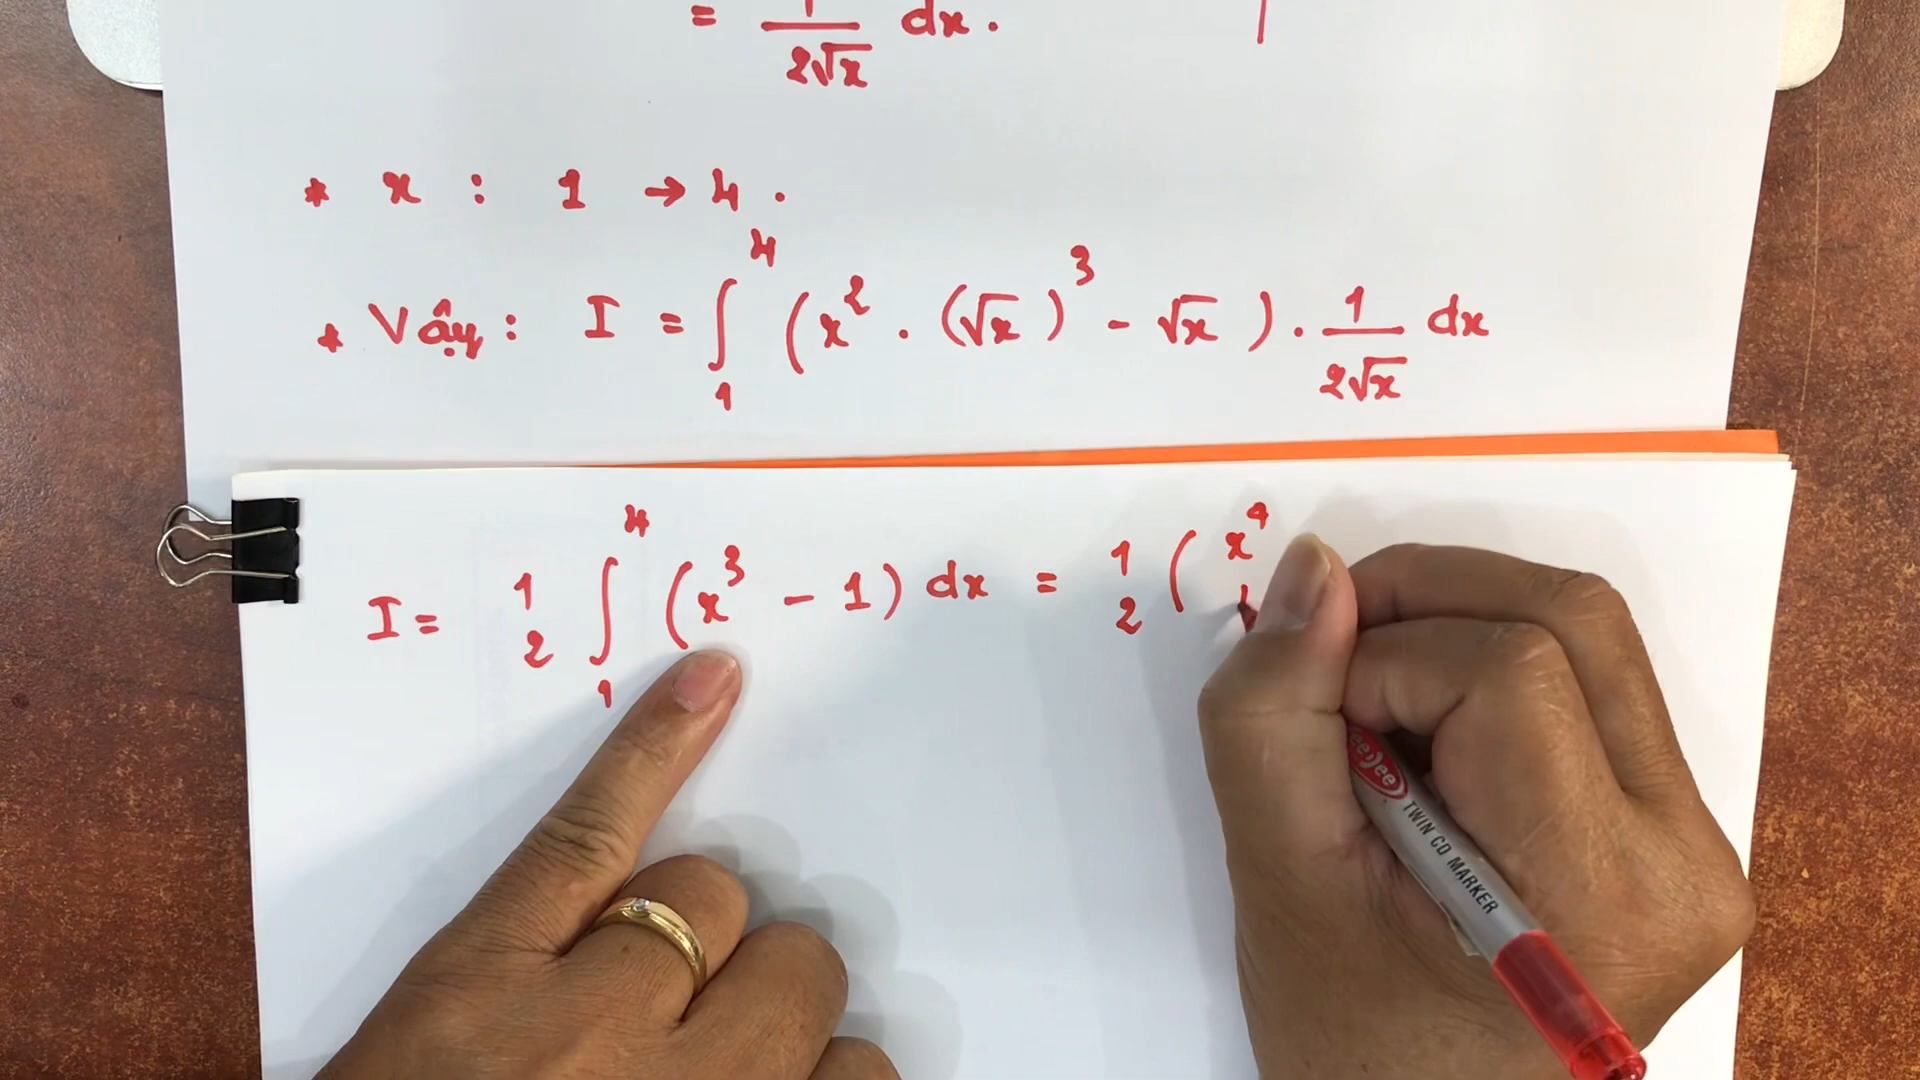 = 1/(2√x) dx.
* x : 1 → 4 .
* Vậy : I = ∫₁⁴ (x² . (√x)³ - √x) . 1/(2√x) dx
I = 1/2 ∫₁⁴ (x³ - 1) dx = 1/2 ( x⁴
TWIN CD MARKER